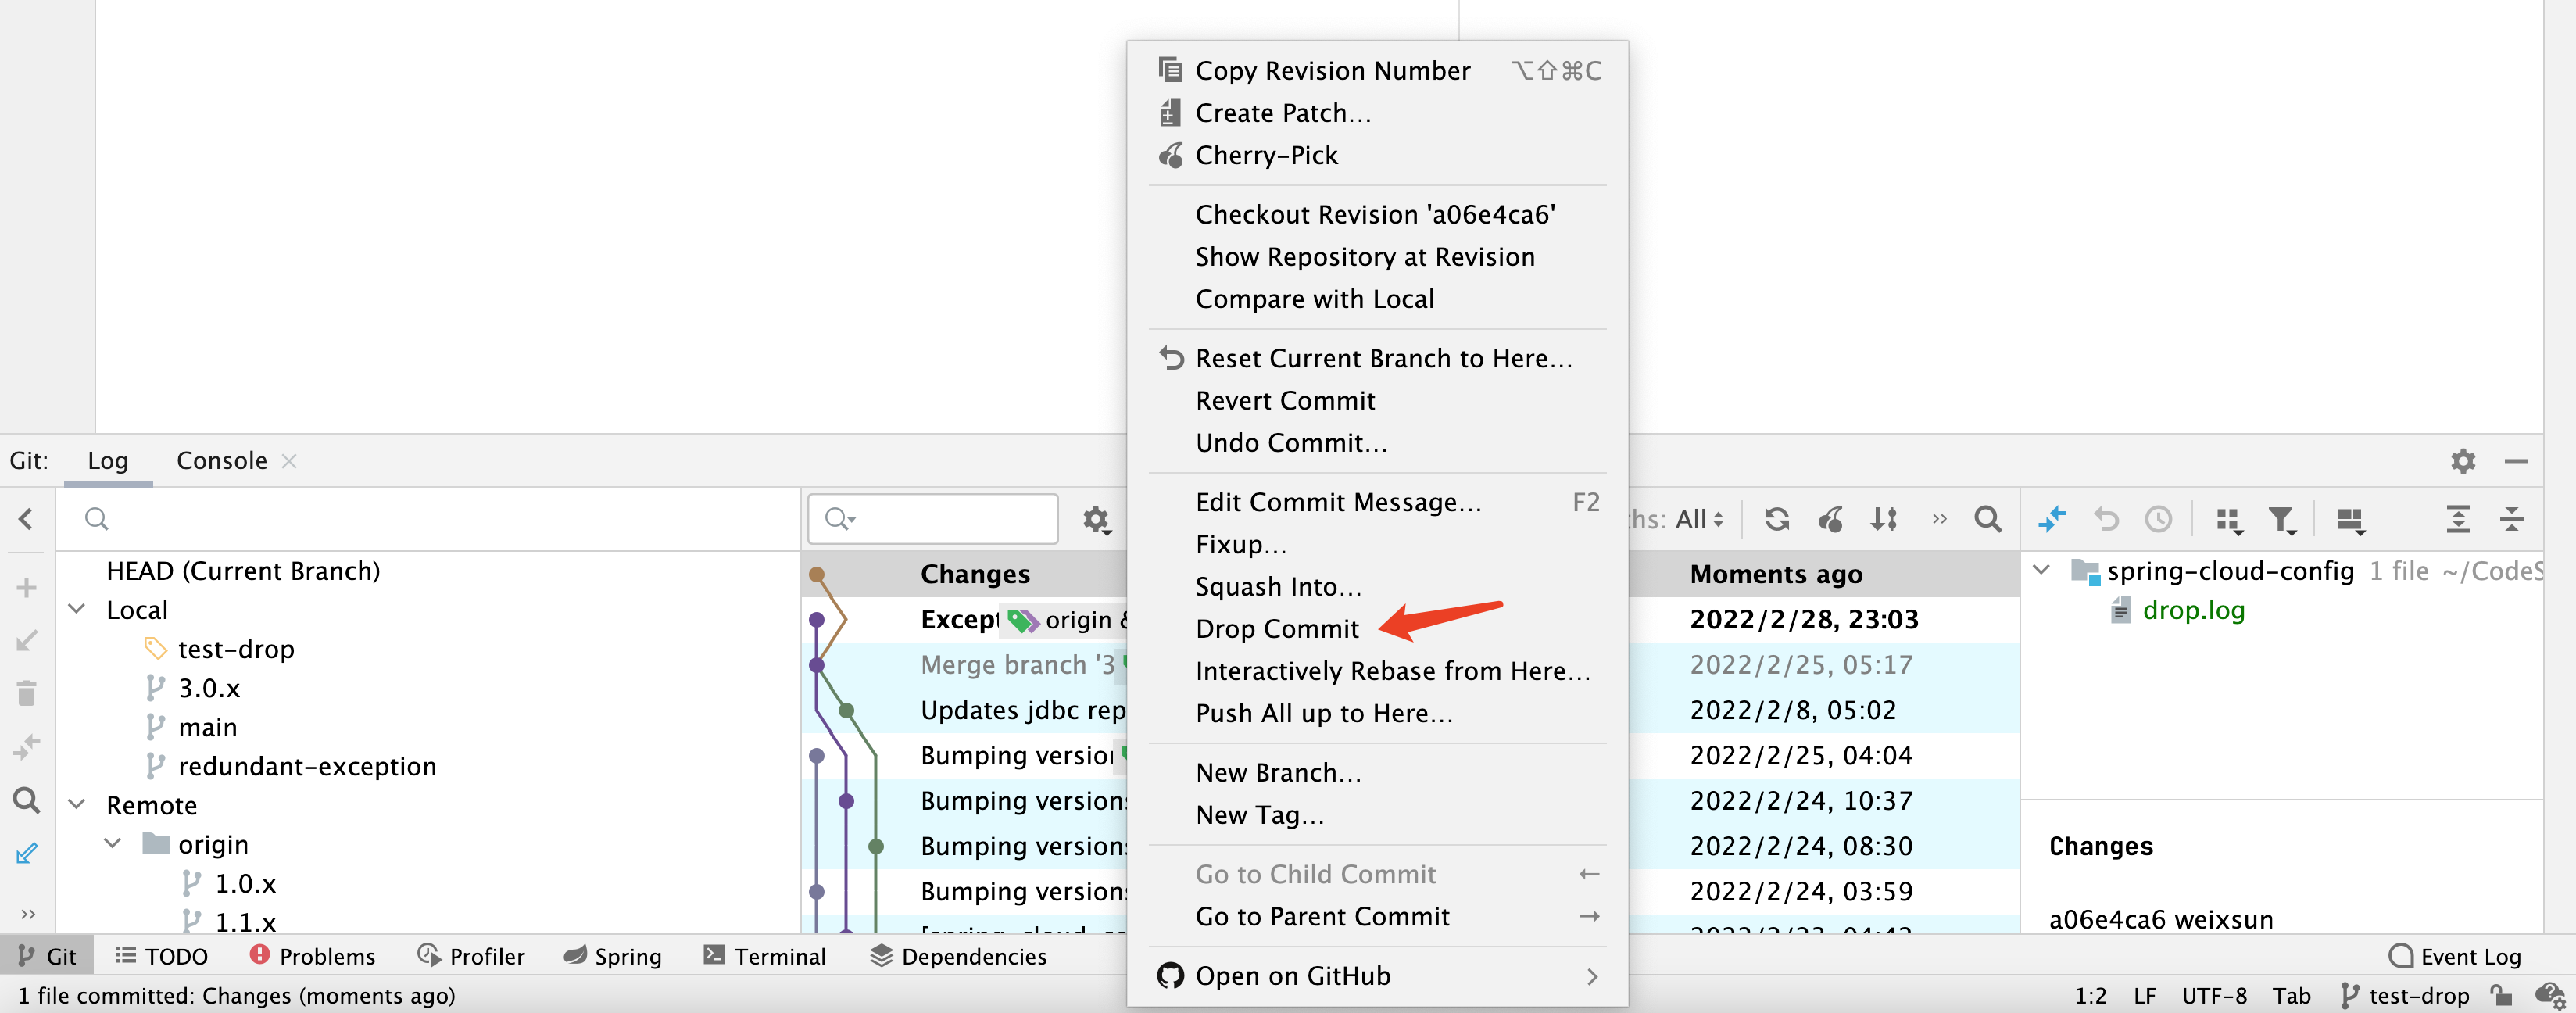 Copy Revision Number ⌥⇧⌘C
Create Patch…
Cherry-Pick
Checkout Revision 'a06e4ca6'
Show Repository at Revision
Compare with Local
Reset Current Branch to Here…
Revert Commit
Undo Commit…
Edit Commit Message… F2
Fixup…
Squash Into…
Drop Commit
Interactively Rebase from Here…
Push All up to Here…
New Branch…
New Tag…
Go to Child Commit ←
Go to Parent Commit →
Open on GitHub
Git: Log Console
All
HEAD (Current Branch)
Local
test-drop
3.0.x
main
redundant-exception
Remote
origin
1.0.x
1.1.x
Changes Moments ago
origin & 2022/2/28, 23:03
Merge branch '3 2022/2/25, 05:17
Updates jdbc rep 2022/2/8, 05:02
Bumping version 2022/2/25, 04:04
Bumping versions 2022/2/24, 10:37
Bumping versions 2022/2/24, 08:30
Bumping versions 2022/2/24, 03:59
spring-cloud-config 1 file ~/CodeS
drop.log
Changes
a06e4ca6 weixsun
Git TODO Problems Profiler Spring Terminal Dependencies Event Log
1 file committed: Changes (moments ago) 1:2 LF UTF-8 Tab test-drop